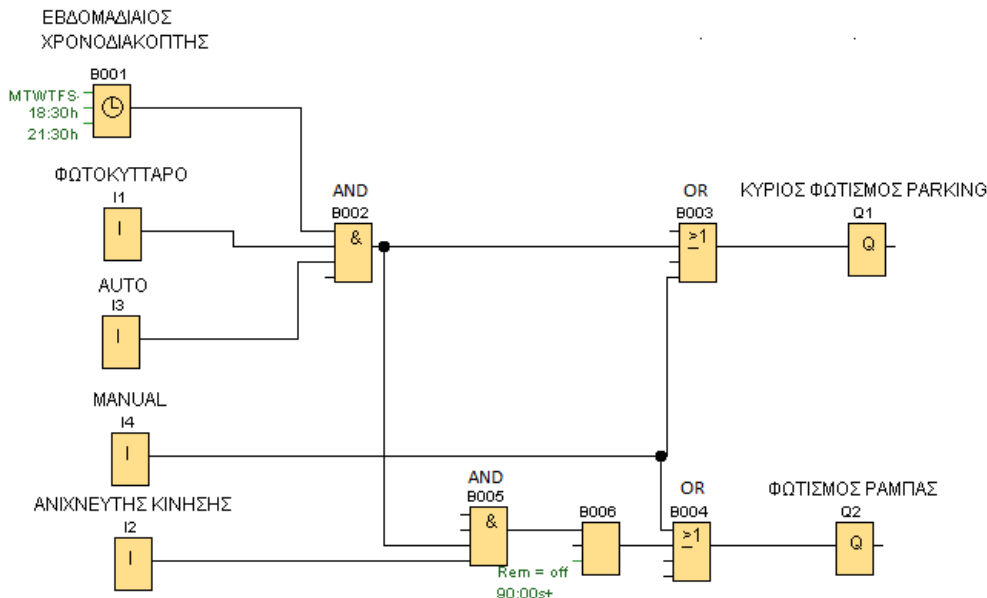 ΕΒΔΟΜΑΔΙΑΙΟΣ
ΧΡΟΝΟΔΙΑΚΟΠΤΗΣ
B001
MTWTFS-
18:30h
21:30h
ΦΩΤΟΚΥΤΤΑΡΟ
I1
I
AND
B002
&
OR
B003
>1
ΚΥΡΙΟΣ ΦΩΤΙΣΜΟΣ PARKING
Q1
Q
AUTO
I3
I
MANUAL
I4
I
ΑΝΙΧΝΕΥΤΗΣ ΚΙΝΗΣΗΣ
I2
I
AND
B005
&
B006
Rem = off
90:00s+
OR
B004
>1
ΦΩΤΙΣΜΟΣ ΡΑΜΠΑΣ
Q2
Q